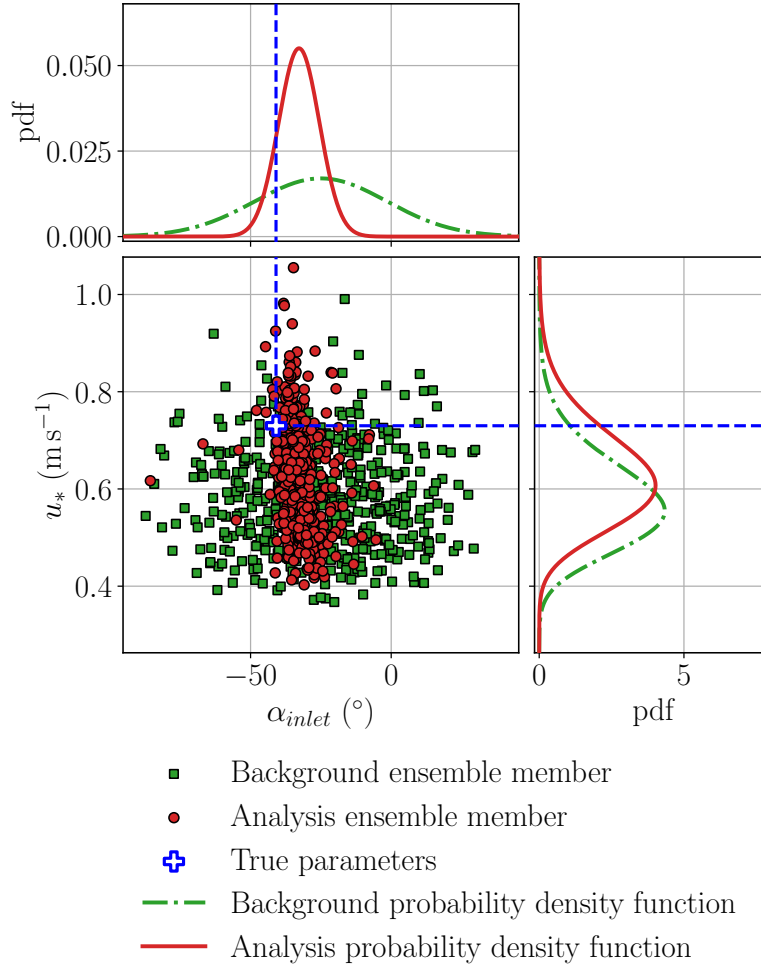 pdf
0.050
0.025
0.000
u* (m s⁻¹)
1.0
0.8
0.6
0.4
−50
0
α_inlet (°)
0
5
pdf
Background ensemble member
Analysis ensemble member
True parameters
Background probability density function
Analysis probability density function